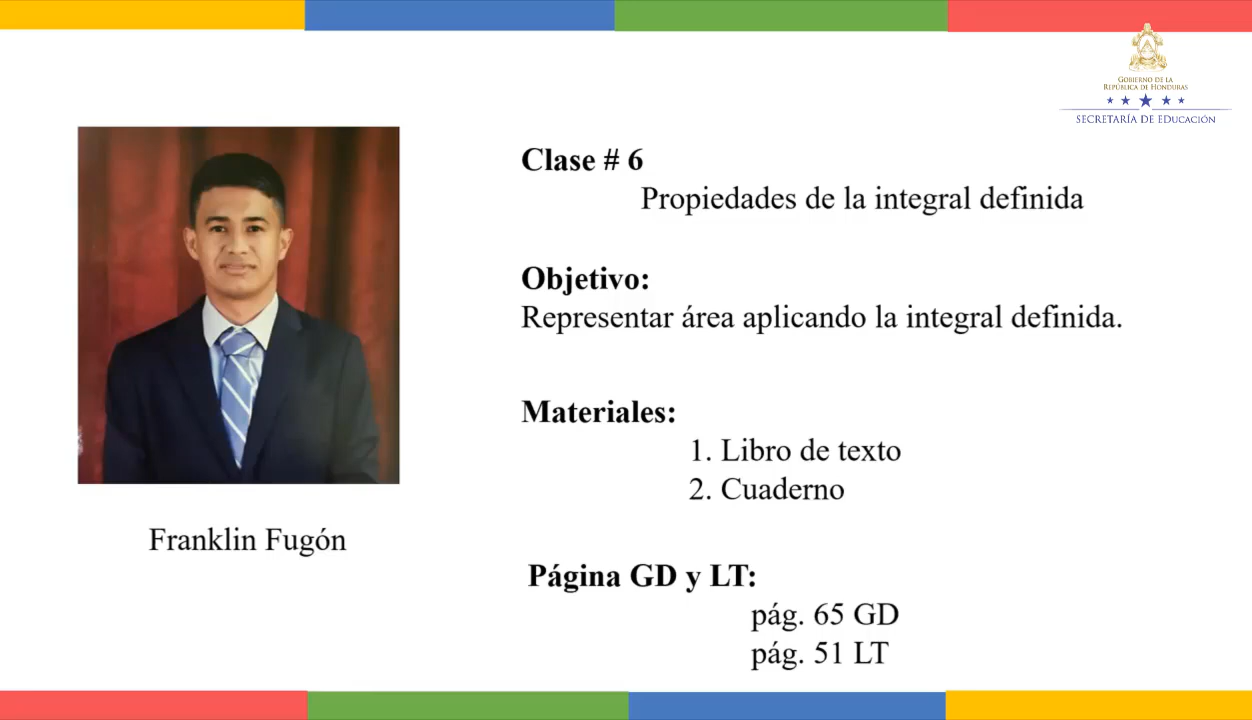 GOBIERNO DE LA
REPÚBLICA DE HONDURAS
SECRETARÍA DE EDUCACIÓN
Clase # 6
Propiedades de la integral definida
Objetivo:
Representar área aplicando la integral definida.
Materiales:
1. Libro de texto
2. Cuaderno
Franklin Fugón
Página GD y LT:
pág. 65 GD
pág. 51 LT